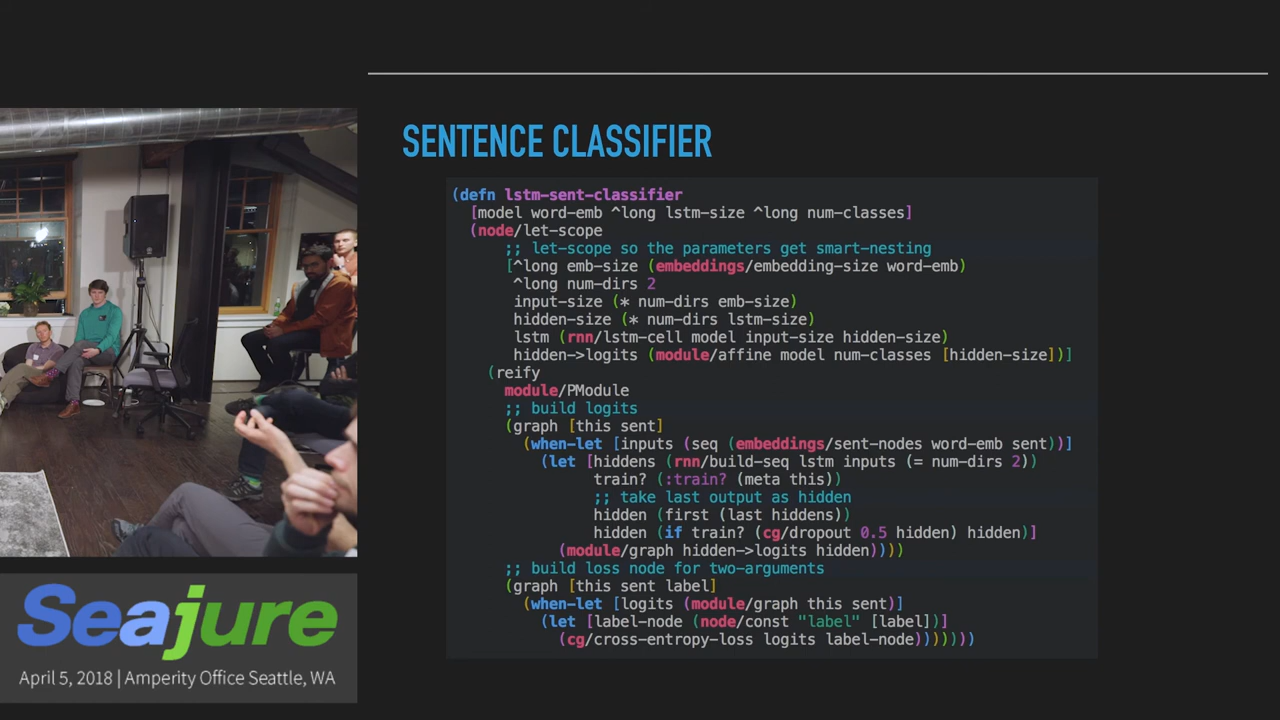 SENTENCE CLASSIFIER
(defn lstm-sent-classifier
[model word-emb ^long lstm-size ^long num-classes]
(node/let-scope
;; let-scope so the parameters get smart-nesting
[^long emb-size (embeddings/embedding-size word-emb)
^long num-dirs 2
input-size (* num-dirs emb-size)
hidden-size (* num-dirs lstm-size)
lstm (rnn/lstm-cell model input-size hidden-size)
hidden->logits (module/affine model num-classes [hidden-size])]
(reify
module/PModule
;; build logits
(graph [this sent]
(when-let [inputs (seq (embeddings/sent-nodes word-emb sent))]
(let [hiddens (rnn/build-seq lstm inputs (= num-dirs 2))
train? (:train? (meta this))
;; take last output as hidden
hidden (first (last hiddens))
hidden (if train? (cg/dropout 0.5 hidden) hidden)]
(module/graph hidden->logits hidden))))
;; build loss node for two-arguments
(graph [this sent label]
(when-let [logits (module/graph this sent)]
(let [label-node (node/const "label" [label])]
(cg/cross-entropy-loss logits label-node)))))))
Seajure
April 5, 2018 | Amperity Office Seattle, WA